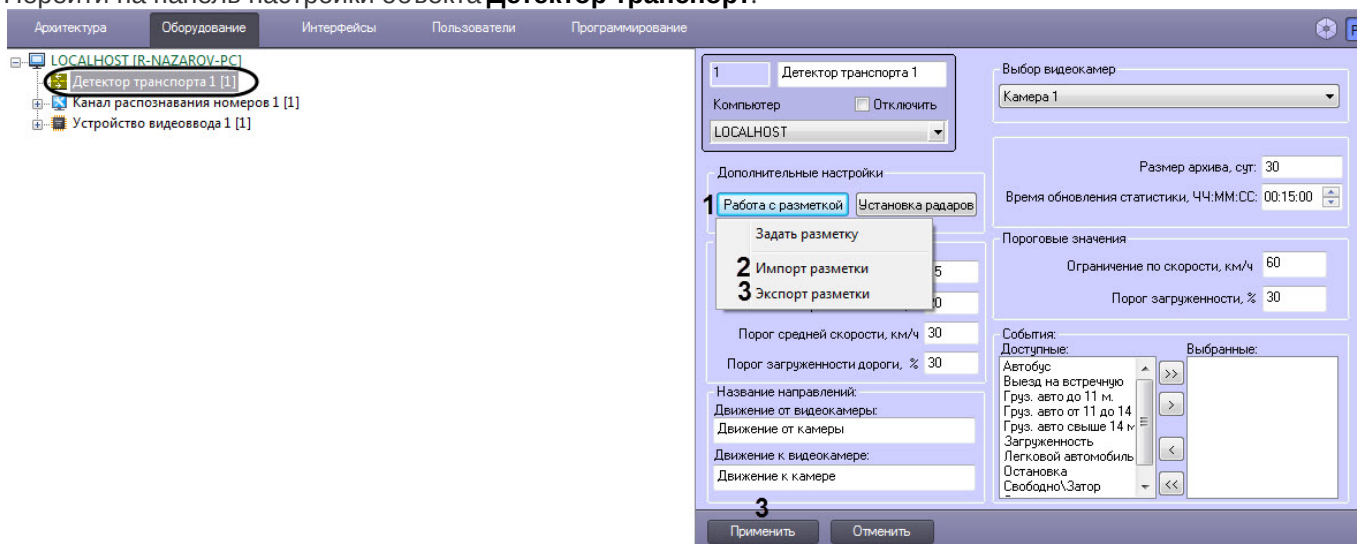 Перейти на панель настройки объекта Детектор транспорт.
Архитектура Оборудование Интерфейсы Пользователи Программирование
LOCALHOST [R-NAZAROV-PC]
Детектор транспорта 1 [1]
Канал распознавания номеров 1 [1]
Устройство видеоввода 1 [1]
1 Детектор транспорта 1
Компьютер Отключить
LOCALHOST
Дополнительные настройки
1 Работа с разметкой Установка радаров
Задать разметку
2 Импорт разметки
3 Экспорт разметки
Порог средней скорости, км/ч 30
Порог загруженности дороги, % 30
Название направлений:
Движение от видеокамеры:
Движение от камеры
Движение к видеокамере:
Движение к камере
Выбор видеокамер
Камера 1
Размер архива, сут: 30
Время обновления статистики, ЧЧ:ММ:СС: 00:15:00
Пороговые значения
Ограничение по скорости, км/ч 60
Порог загруженности, % 30
События:
Доступные: Выбранные:
Автобус
Выезд на встречную
Груз. авто до 11 м.
Груз. авто от 11 до 14
Груз. авто свыше 14 м
Загруженность
Легковой автомобиль
Остановка
Свободно\Затор
>>
>
<
<<
3
Применить Отменить